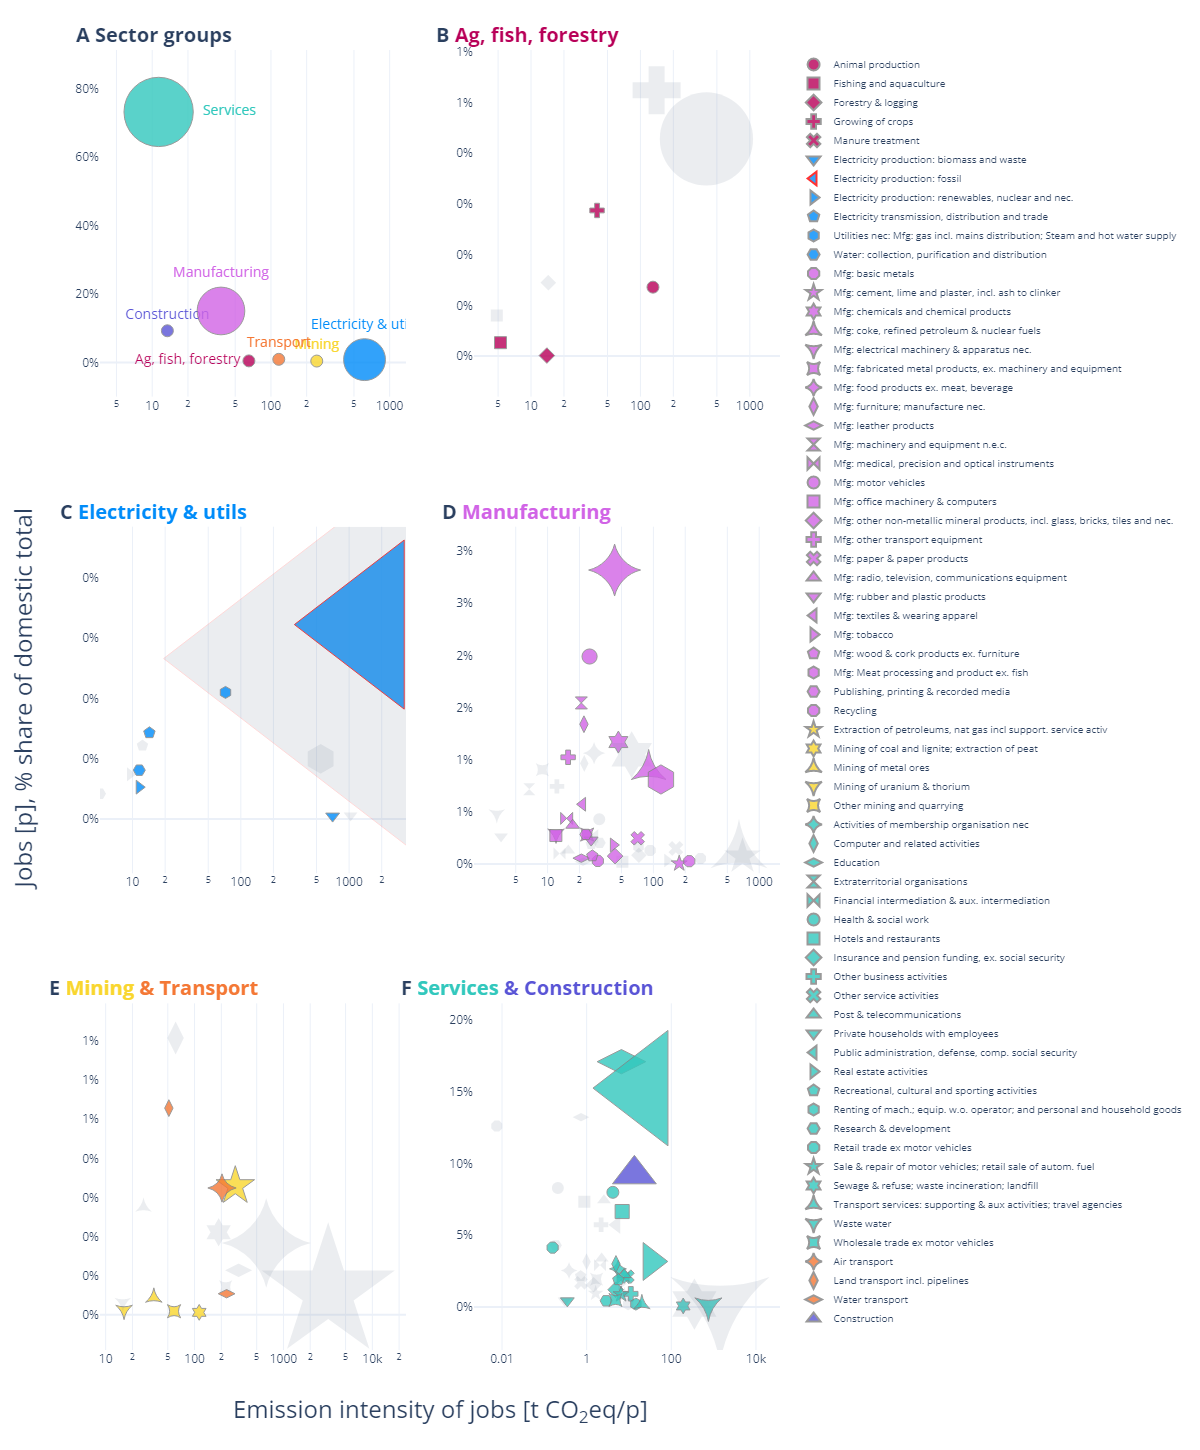 A Sector groups
B Ag, fish, forestry
80%
60%
40%
20%
0%
Services
Manufacturing
Construction
Electricity & uti
Transport
Mining
Ag, fish, forestry
5 10 2 5 100 2 5 1000
1%
1%
0%
0%
0%
0%
0%
5 10 2 5 100 2 5 1000
C Electricity & utils
D Manufacturing
0%
0%
0%
0%
0%
10 2 5 100 2 5 1000 2
3%
3%
2%
2%
1%
1%
0%
5 10 2 5 100 2 5 1000
E Mining & Transport
F Services & Construction
1%
1%
1%
0%
0%
0%
0%
0%
10 2 5 100 2 5 1000 2 5 10k 2
20%
15%
10%
5%
0%
0.01 1 100 10k
Jobs [p], % share of domestic total
Emission intensity of jobs [t CO₂eq/p]
Animal production
Fishing and aquaculture
Forestry & logging
Growing of crops
Manure treatment
Electricity production: biomass and waste
Electricity production: fossil
Electricity production: renewables, nuclear and nec.
Electricity transmission, distribution and trade
Utilities nec: Mfg: gas incl. mains distribution; Steam and hot water supply
Water: collection, purification and distribution
Mfg: basic metals
Mfg: cement, lime and plaster, incl. ash to clinker
Mfg: chemicals and chemical products
Mfg: coke, refined petroleum & nuclear fuels
Mfg: electrical machinery & apparatus nec.
Mfg: fabricated metal products, ex. machinery and equipment
Mfg: food products ex. meat, beverage
Mfg: furniture; manufacture nec.
Mfg: leather products
Mfg: machinery and equipment n.e.c.
Mfg: medical, precision and optical instruments
Mfg: motor vehicles
Mfg: office machinery & computers
Mfg: other non-metallic mineral products, incl. glass, bricks, tiles and nec.
Mfg: other transport equipment
Mfg: paper & paper products
Mfg: radio, television, communications equipment
Mfg: rubber and plastic products
Mfg: textiles & wearing apparel
Mfg: tobacco
Mfg: wood & cork products ex. furniture
Mfg: Meat processing and product ex. fish
Publishing, printing & recorded media
Recycling
Extraction of petroleums, nat gas incl support. service activ
Mining of coal and lignite; extraction of peat
Mining of metal ores
Mining of uranium & thorium
Other mining and quarrying
Activities of membership organisation nec
Computer and related activities
Education
Extraterritorial organisations
Financial intermediation & aux. intermediation
Health & social work
Hotels and restaurants
Insurance and pension funding, ex. social security
Other business activities
Other service activities
Post & telecommunications
Private households with employees
Public administration, defense, comp. social security
Real estate activities
Recreational, cultural and sporting activities
Renting of mach.; equip. w.o. operator; and personal and household goods
Research & development
Retail trade ex motor vehicles
Sale & repair of motor vehicles; retail sale of autom. fuel
Sewage & refuse; waste incineration; landfill
Transport services: supporting & aux activities; travel agencies
Waste water
Wholesale trade ex motor vehicles
Air transport
Land transport incl. pipelines
Water transport
Construction